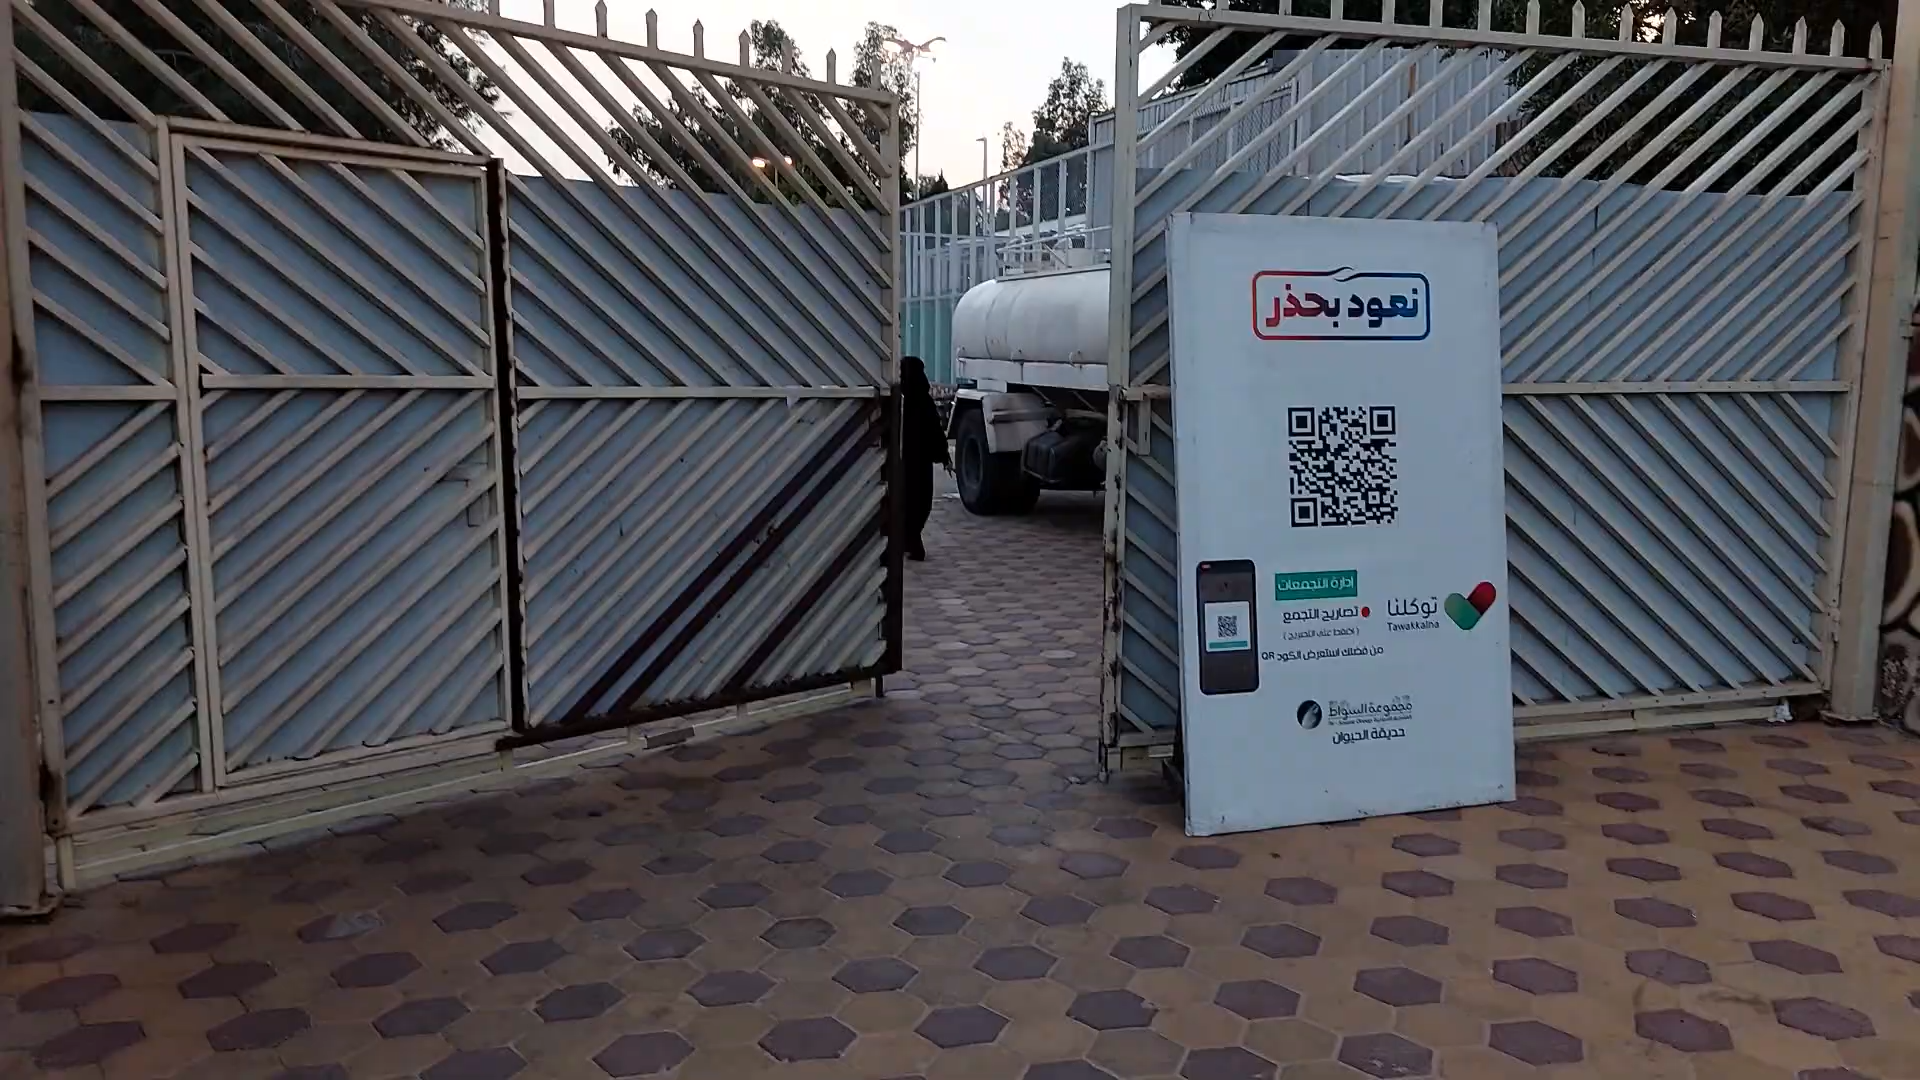 نعود بحذر
إدارة التجمعات
تصاريح التجمع
( اضغط على التصريح )
من فضلك استعرض الكود QR
توكلنا
Tawakkalna
مجموعة السواط
حديقة الحيوان